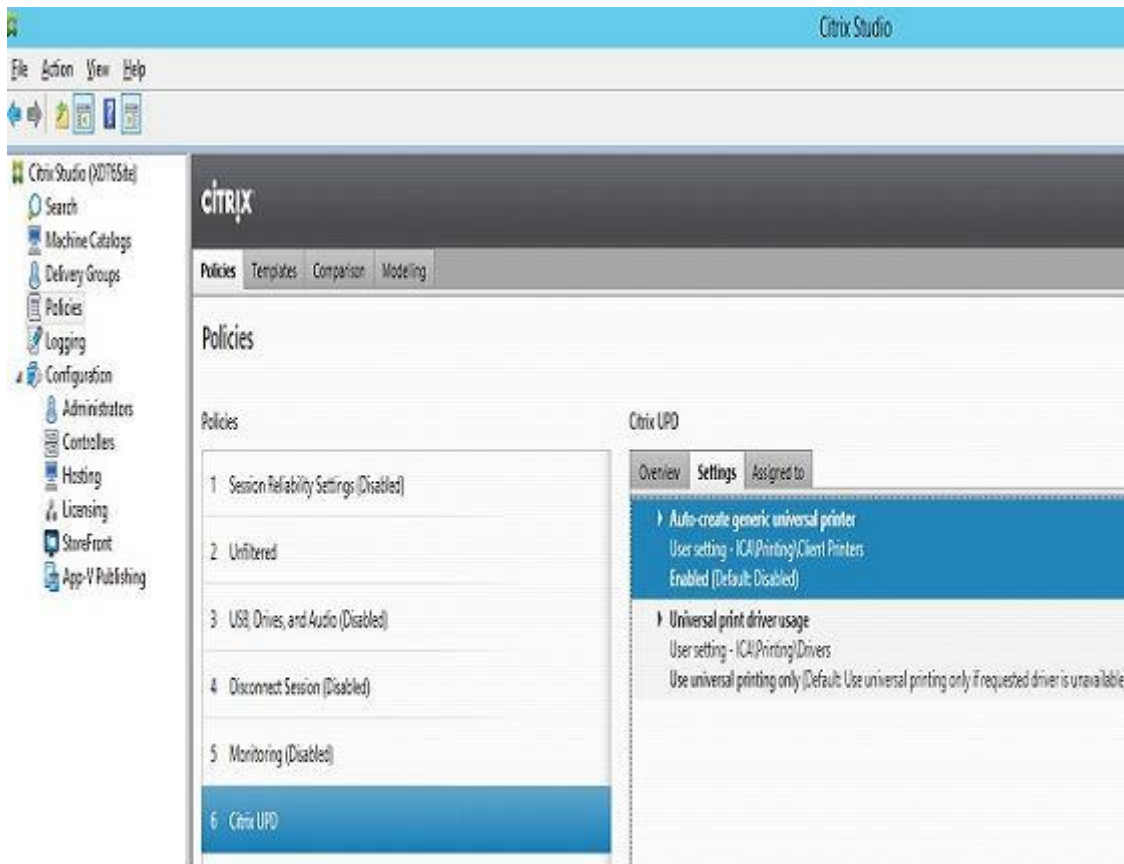 Citrix Studio
File Action View Help
Citrix Studio (XD76Site)
Search
Machine Catalogs
Delivery Groups
Policies
Logging
Configuration
Administrators
Controllers
Hosting
Licensing
StoreFront
App-V Publishing
CİTRIX
Policies Templates Comparison Modelling
Policies
Policies
1 Session Reliability Settings (Disabled)
2 Unfiltered
3 USB, Drives, and Audio (Disabled)
4 Disconnect Session (Disabled)
5 Monitoring (Disabled)
6 Citrix UPD
Citrix UPD
Overview Settings Assigned to
Auto-create generic universal printer
User setting - ICA\Printing\Client Printers
Enabled (Default: Disabled)
Universal print driver usage
User setting - ICA\Printing\Drivers
Use universal printing only (Default: Use universal printing only if requested driver is unavailable